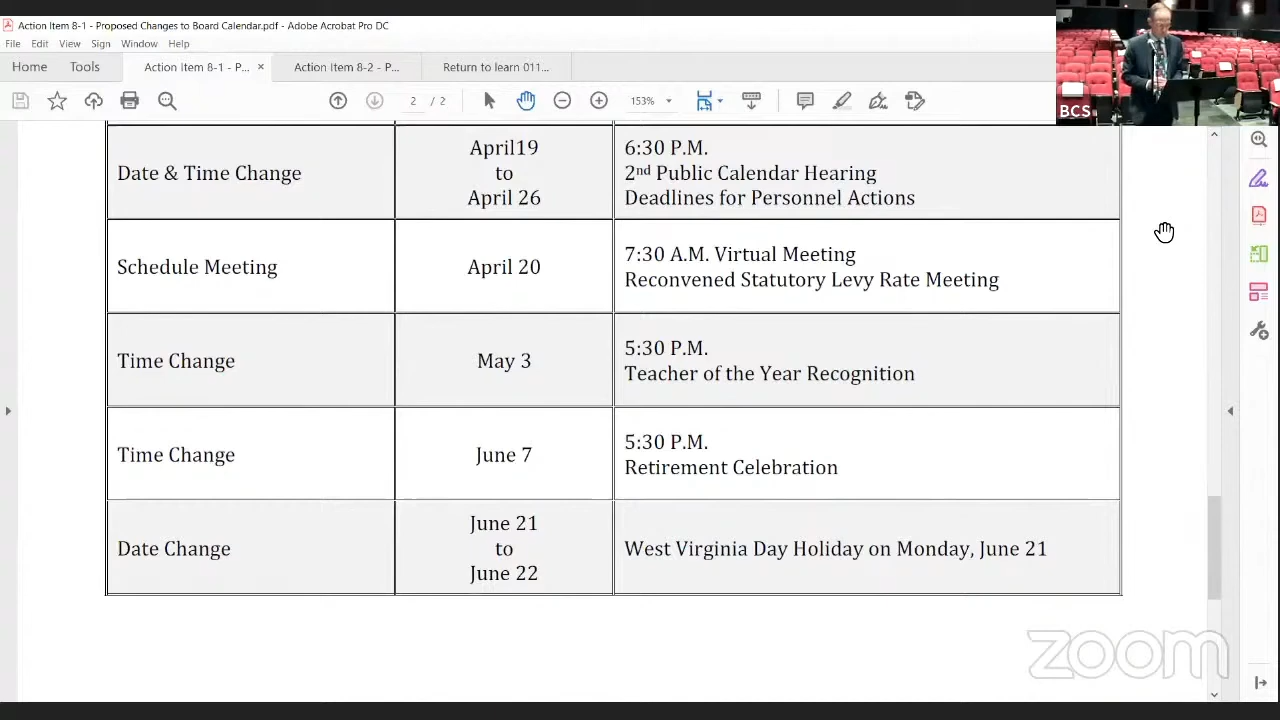 Action Item 8-1 - Proposed Changes to Board Calendar.pdf - Adobe Acrobat Pro DC
File Edit View Sign Window Help
Home Tools Action Item 8-1 - P... × Action Item 8-2 - P... Return to Learn 011...
2 / 2 153%
BCS
Date & Time Change
April19
to
April 26
6:30 P.M.
2nd Public Calendar Hearing
Deadlines for Personnel Actions
Schedule Meeting
April 20
7:30 A.M. Virtual Meeting
Reconvened Statutory Levy Rate Meeting
Time Change
May 3
5:30 P.M.
Teacher of the Year Recognition
Time Change
June 7
5:30 P.M.
Retirement Celebration
Date Change
June 21
to
June 22
West Virginia Day Holiday on Monday, June 21
zoom